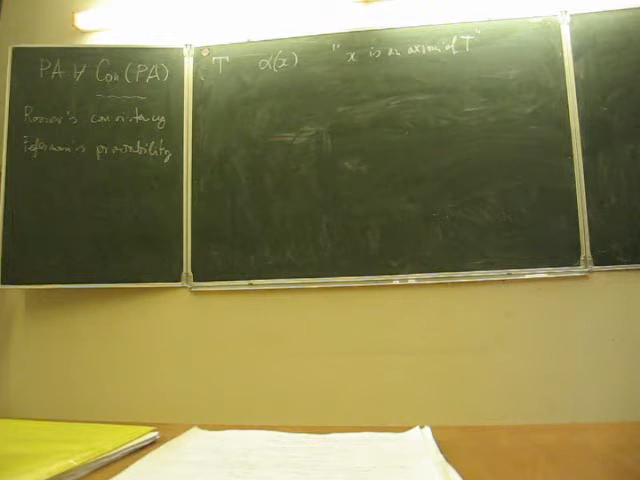 PA ⊬ Con(PA)
Rosser's consistency
Feferman's provability
T α(x) "x is an axiom of T"